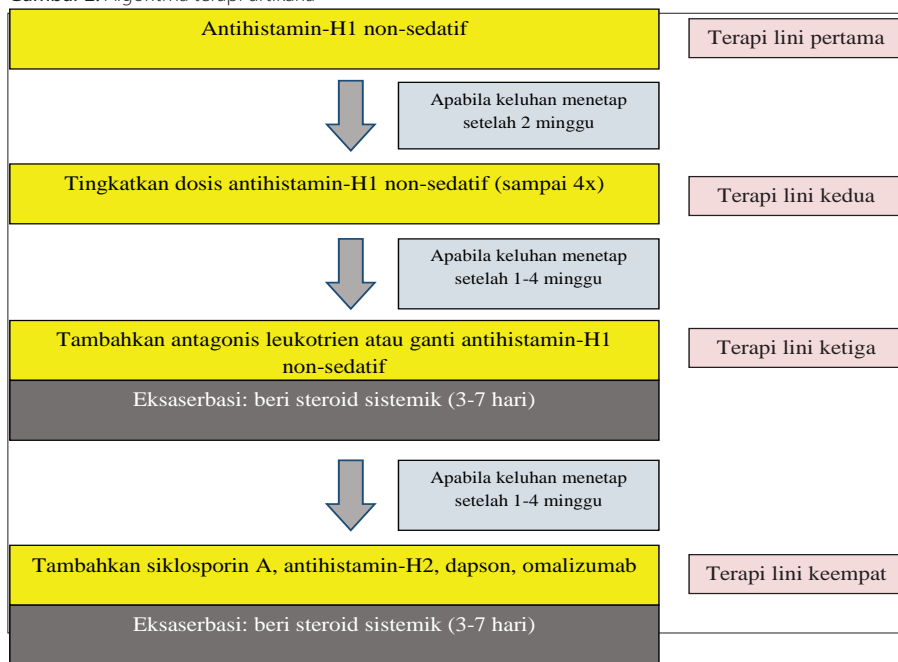 Antihistamin-H1 non-sedatif
Terapi lini pertama
Apabila keluhan menetap
setelah 2 minggu
Tingkatkan dosis antihistamin-H1 non-sedatif (sampai 4x)
Terapi lini kedua
Apabila keluhan menetap
setelah 1-4 minggu
Tambahkan antagonis leukotrien atau ganti antihistamin-H1
non-sedatif
Terapi lini ketiga
Eksaserbasi: beri steroid sistemik (3-7 hari)
Apabila keluhan menetap
setelah 1-4 minggu
Tambahkan siklosporin A, antihistamin-H2, dapson, omalizumab
Terapi lini keempat
Eksaserbasi: beri steroid sistemik (3-7 hari)